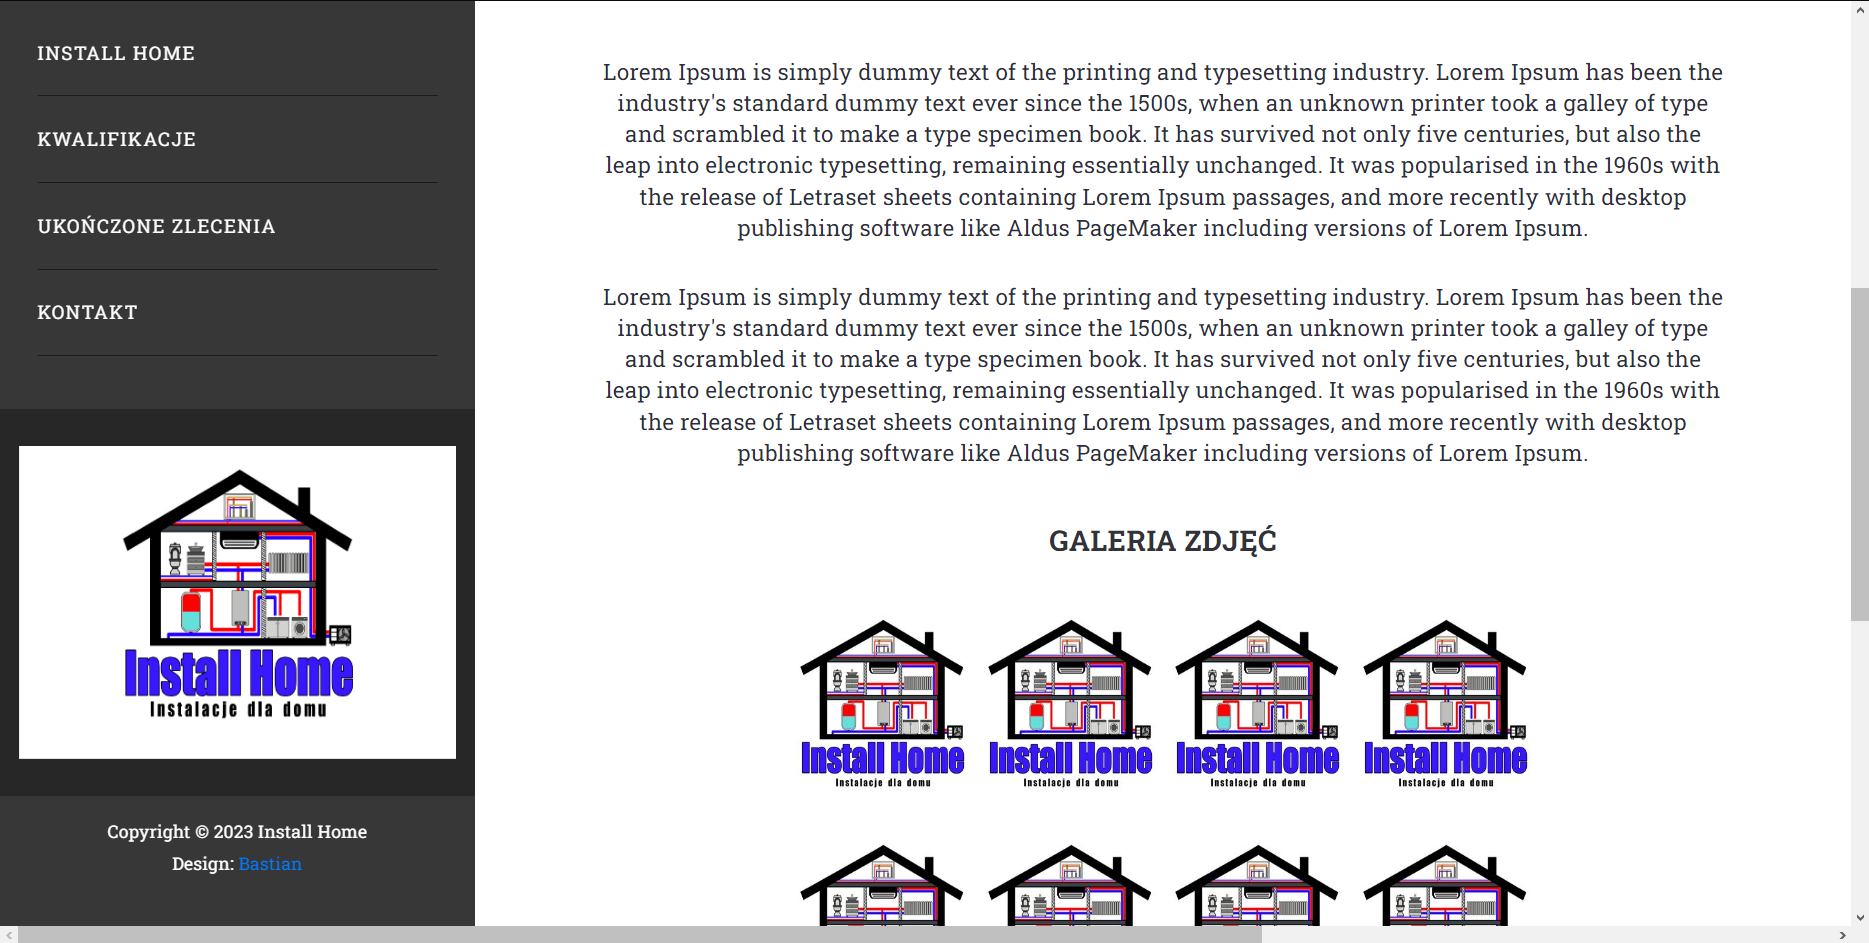 INSTALL HOME
KWALIFIKACJE
UKOŃCZONE ZLECENIA
KONTAKT
Install Home
Instalacje dla domu
Copyright © 2023 Install Home
Design: Bastian
Lorem Ipsum is simply dummy text of the printing and typesetting industry. Lorem Ipsum has been the
industry's standard dummy text ever since the 1500s, when an unknown printer took a galley of type
and scrambled it to make a type specimen book. It has survived not only five centuries, but also the
leap into electronic typesetting, remaining essentially unchanged. It was popularised in the 1960s with
the release of Letraset sheets containing Lorem Ipsum passages, and more recently with desktop
publishing software like Aldus PageMaker including versions of Lorem Ipsum.
Lorem Ipsum is simply dummy text of the printing and typesetting industry. Lorem Ipsum has been the
industry's standard dummy text ever since the 1500s, when an unknown printer took a galley of type
and scrambled it to make a type specimen book. It has survived not only five centuries, but also the
leap into electronic typesetting, remaining essentially unchanged. It was popularised in the 1960s with
the release of Letraset sheets containing Lorem Ipsum passages, and more recently with desktop
publishing software like Aldus PageMaker including versions of Lorem Ipsum.
GALERIA ZDJĘĆ
Install Home Install Home Install Home Install Home
Instalacje dla domu Instalacje dla domu Instalacje dla domu Instalacje dla domu